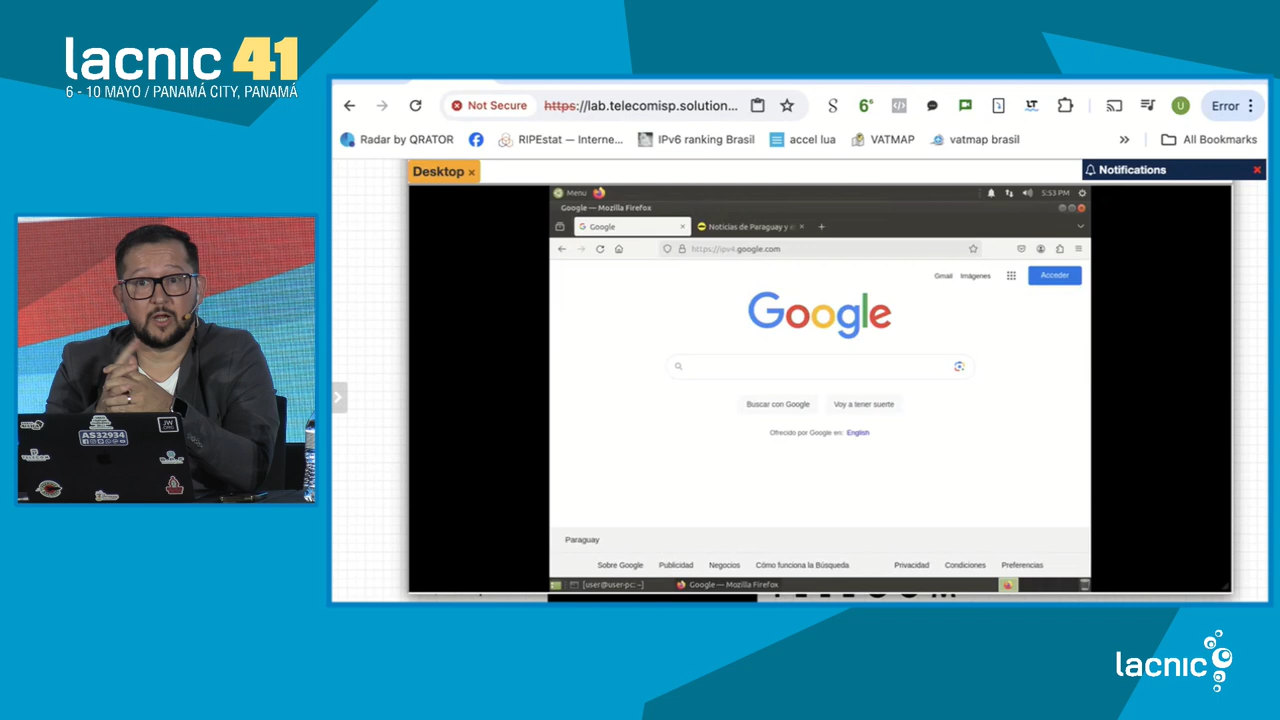 lacnic 41
6 - 10 MAYO / PANAMÁ CITY, PANAMÁ
Not Secure
https://lab.telecomisp.solution...
S
6°
LT
U
Error
Radar by QRATOR
RIPEstat — Interne...
IPv6 ranking Brasil
accel lua
VATMAP
vatmap brasil
»
All Bookmarks
Desktop ×
Notifications
Menu
5:53 PM
Google — Mozilla Firefox
Google
Noticias de Paraguay y e
https://ipv4.google.com
Gmail
Imágenes
Acceder
Google
Buscar con Google
Voy a tener suerte
Ofrecido por Google en: English
Paraguay
Sobre Google
Publicidad
Negocios
Cómo funciona la Búsqueda
Privacidad
Condiciones
Preferencias
[user@user-pc: ~]
Google — Mozilla Firefox
AS32934
JW
.ORG
lacnic